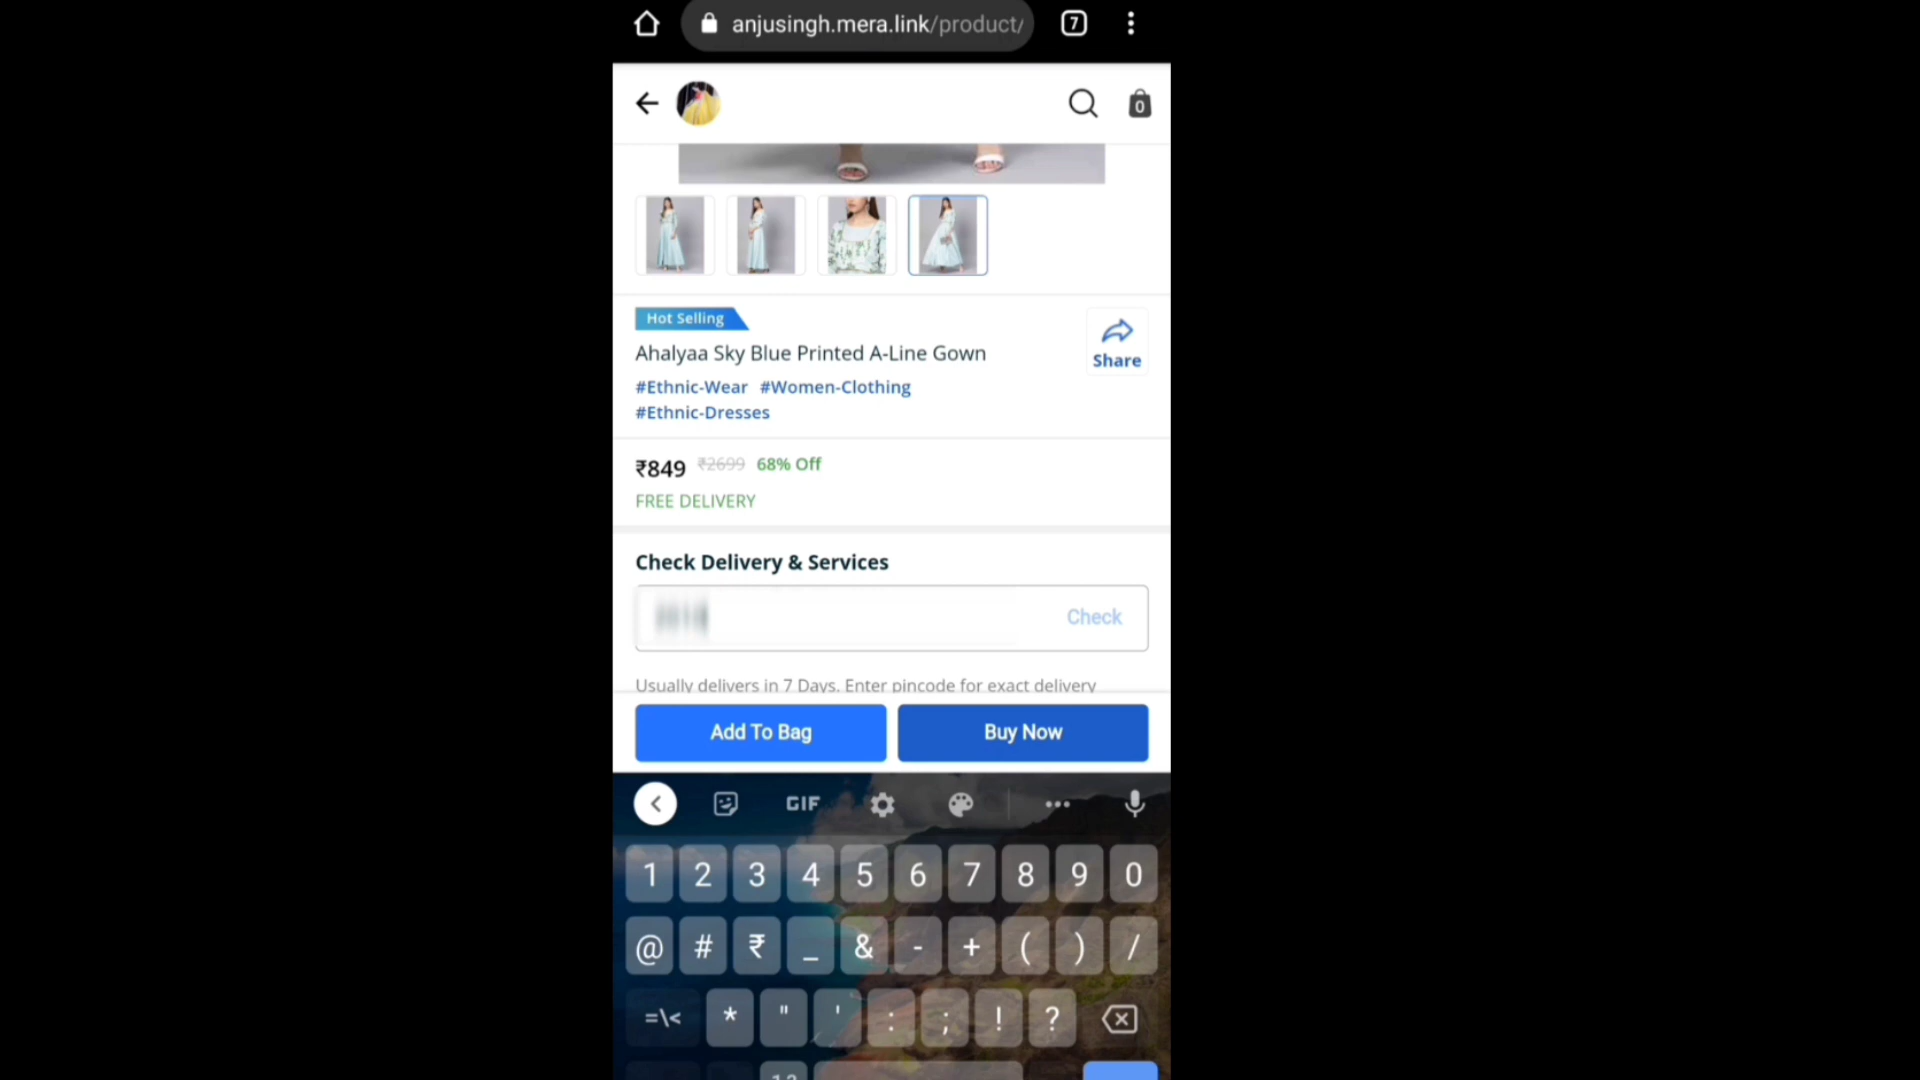 anjusingh.mera.link/product/
7
0
Hot Selling
Ahalyaa Sky Blue Printed A-Line Gown
Share
#Ethnic-Wear #Women-Clothing
#Ethnic-Dresses
₹849 ₹2699 68% Off
FREE DELIVERY
Check Delivery & Services
Check
Usually delivers in 7 Days. Enter pincode for exact delivery
Add To Bag
Buy Now
GIF
1 2 3 4 5 6 7 8 9 0
@ # ₹ _ & - + ( ) /
=\< * " ' : ; ! ?